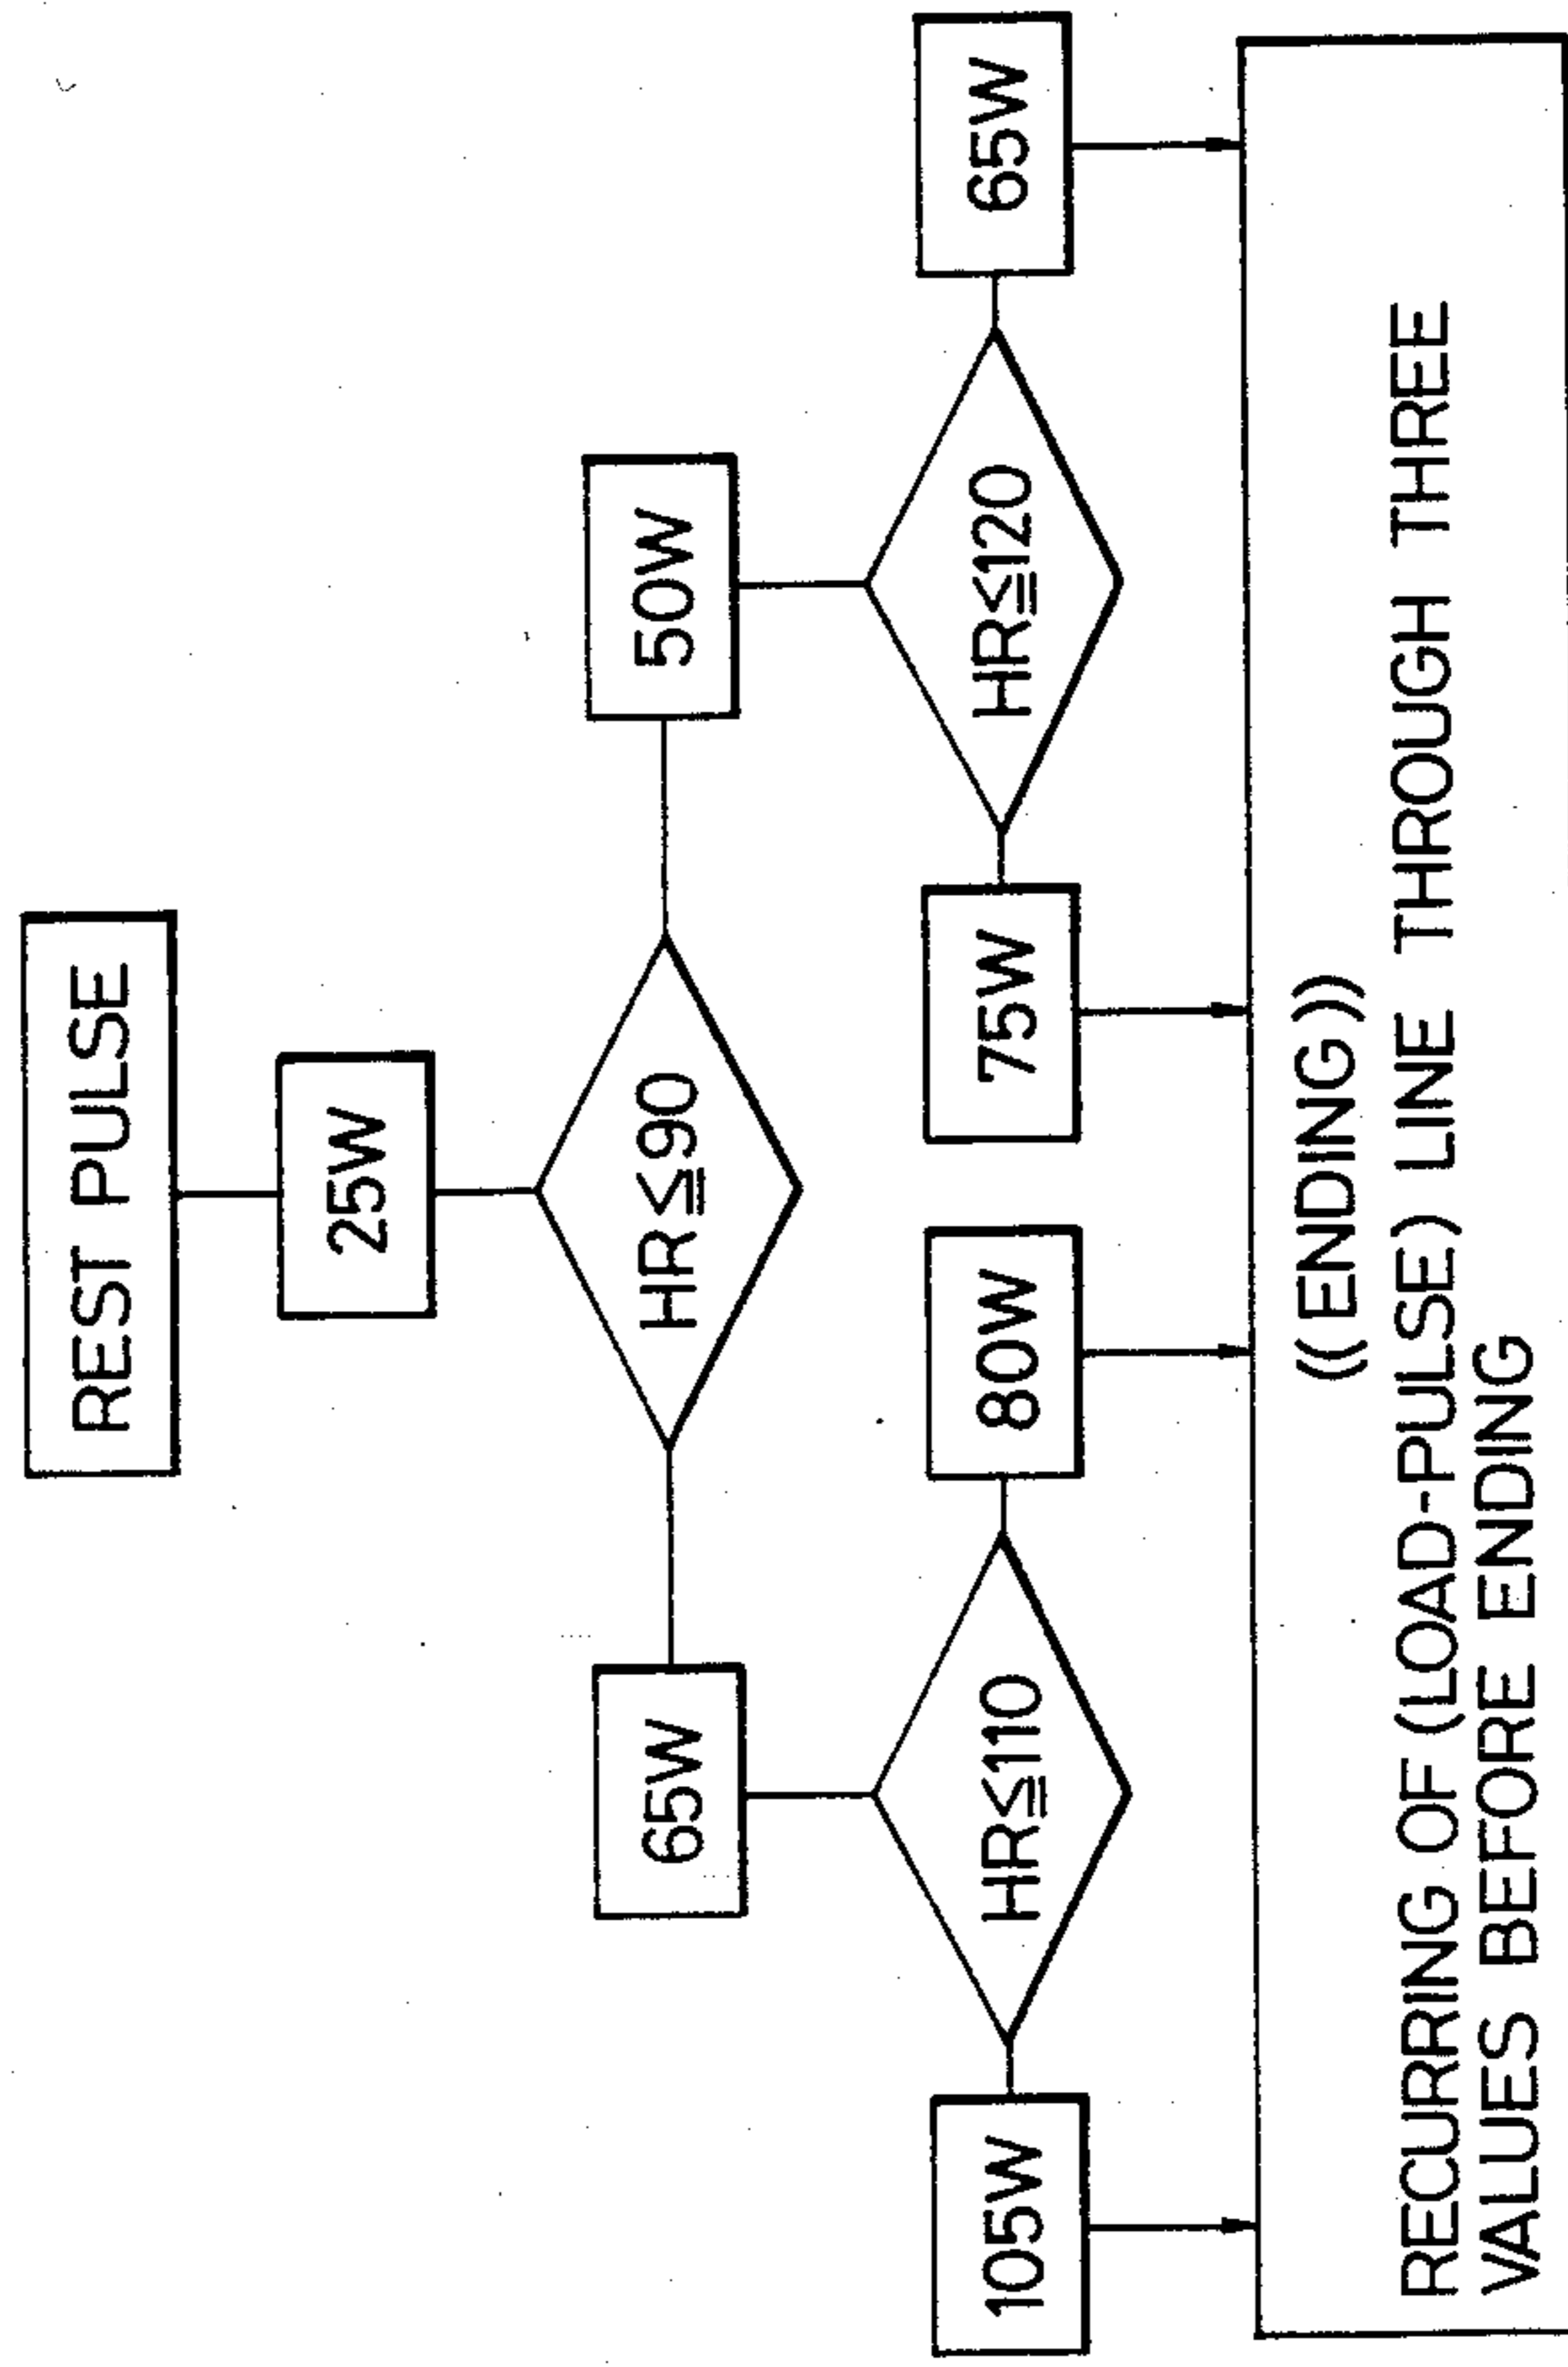 REST PULSE
25W
HR≦90
65W
50W
HR≦110
HR≦120
105W
80W
75W
65W
((ENDING))
RECURRING OF (LOAD-PULSE) LINE THROUGH THREE
VALUES BEFORE ENDING